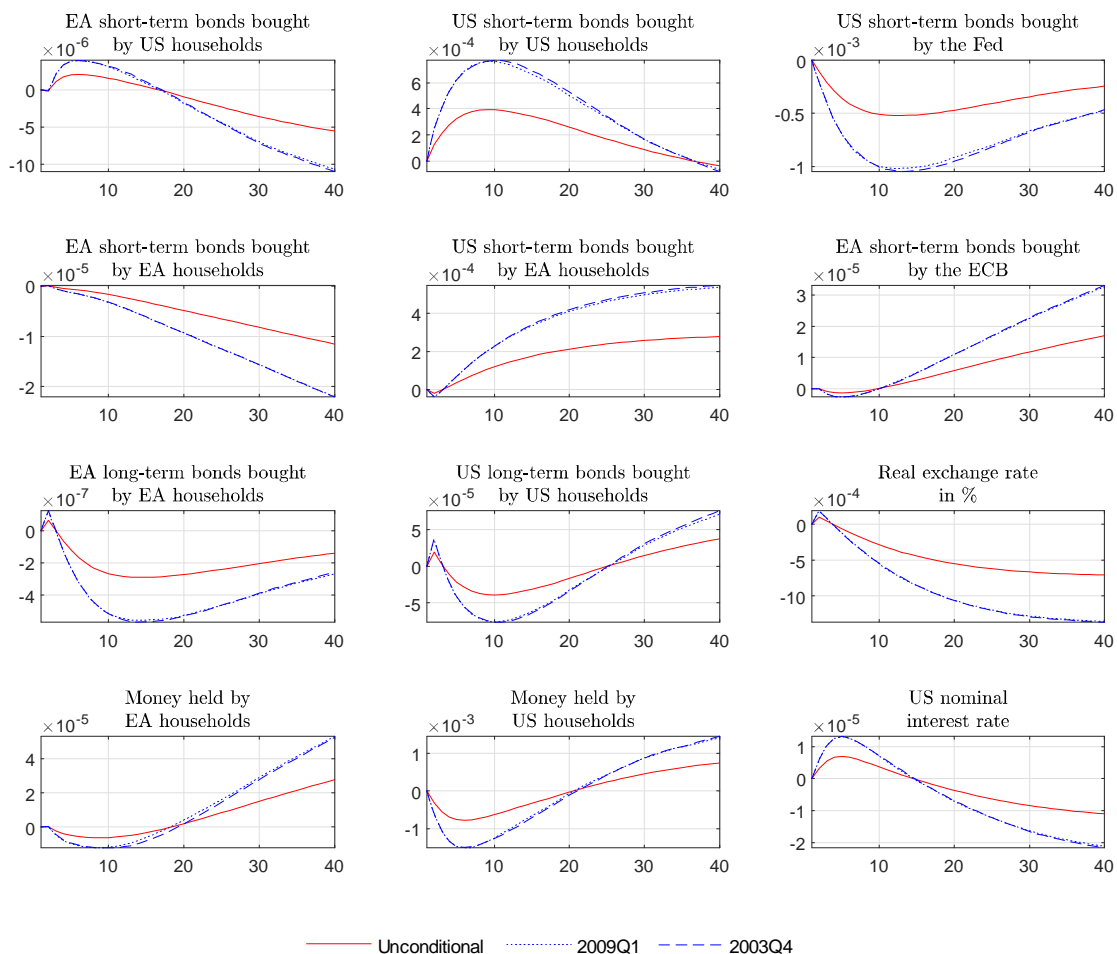 EA short-term bonds bought
by US households
×10⁻⁶
5
0
-5
-10
10 20 30 40
US short-term bonds bought
by US households
×10⁻⁴
6
4
2
0
10 20 30 40
US short-term bonds bought
by the Fed
×10⁻³
0
-0.5
-1
10 20 30 40
EA short-term bonds bought
by EA households
×10⁻⁵
0
-1
-2
10 20 30 40
US short-term bonds bought
by EA households
×10⁻⁴
4
2
0
10 20 30 40
EA short-term bonds bought
by the ECB
×10⁻⁵
3
2
1
0
10 20 30 40
EA long-term bonds bought
by EA households
×10⁻⁷
0
-2
-4
10 20 30 40
US long-term bonds bought
by US households
×10⁻⁵
5
0
-5
10 20 30 40
Real exchange rate
in %
×10⁻⁴
0
-5
-10
10 20 30 40
Money held by
EA households
×10⁻⁵
4
2
0
10 20 30 40
Money held by
US households
×10⁻³
1
0
-1
10 20 30 40
US nominal
interest rate
×10⁻⁵
1
0
-1
-2
10 20 30 40
Unconditional 2009Q1 2003Q4